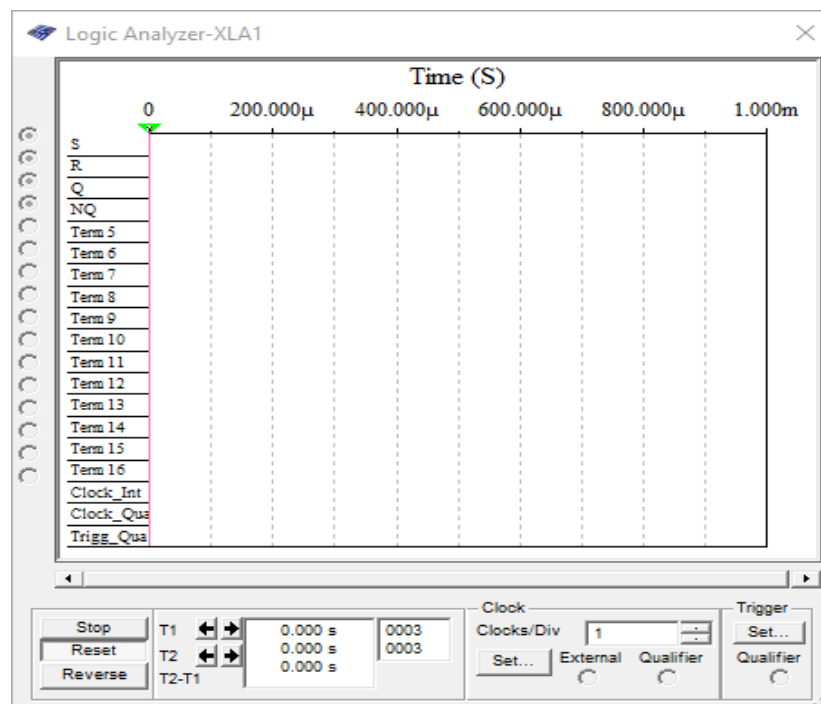 Logic Analyzer-XLA1
Time (S)
0 200.000µ 400.000µ 600.000µ 800.000µ 1.000m
S
R
Q
NQ
Term 5
Term 6
Term 7
Term 8
Term 9
Term 10
Term 11
Term 12
Term 13
Term 14
Term 15
Term 16
Clock_Int
Clock_Qua
Trigg_Qua
Clock Trigger
Stop T1 0.000 s 0003 Clocks/Div 1 Set...
Reset T2 0.000 s 0003 Set... External Qualifier Qualifier
Reverse T2-T1 0.000 s